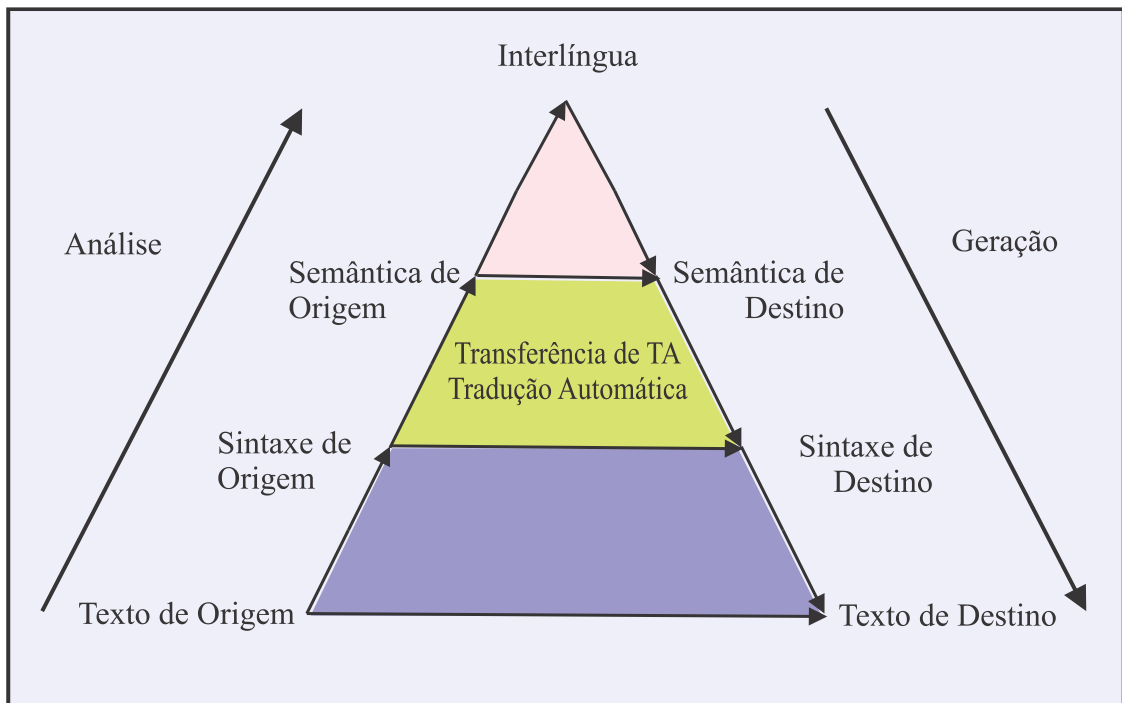 Interlíngua
Análise
Geração
Semântica de
Origem
Semântica de
Destino
Transferência de TA
Tradução Automática
Sintaxe de
Origem
Sintaxe de
Destino
Texto de Origem
Texto de Destino